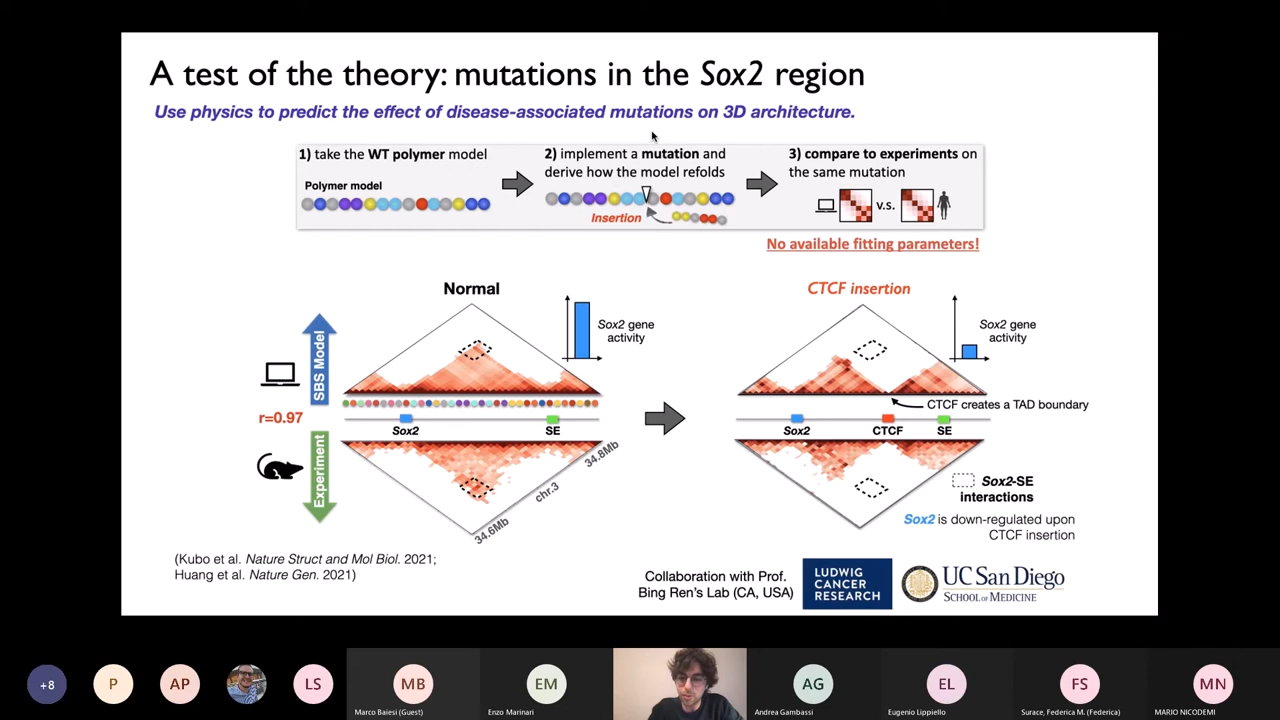 A test of the theory: mutations in the Sox2 region
Use physics to predict the effect of disease-associated mutations on 3D architecture.
1) take the WT polymer model
Polymer model
2) implement a mutation and
derive how the model refolds
Insertion
3) compare to experiments on
the same mutation
v.s.
No available fitting parameters!
Normal
Sox2 gene
activity
CTCF insertion
Sox2 gene
activity
SBS Model
r=0.97
Experiment
Sox2
SE
34.6Mb
chr.3
34.8Mb
CTCF creates a TAD boundary
Sox2
CTCF
SE
Sox2-SE
interactions
Sox2 is down-regulated upon
CTCF insertion
(Kubo et al. Nature Struct and Mol Biol. 2021;
Huang et al. Nature Gen. 2021)
Collaboration with Prof.
Bing Ren's Lab (CA, USA)
LUDWIG
CANCER
RESEARCH
UC San Diego
SCHOOL OF MEDICINE
+8
P
AP
LS
MB
Marco Baiesi (Guest)
EM
Enzo Marinari
AG
Andrea Gambassi
EL
Eugenio Lippiello
FS
Surace, Federica M. (Federica)
MN
MARIO NICODEMI